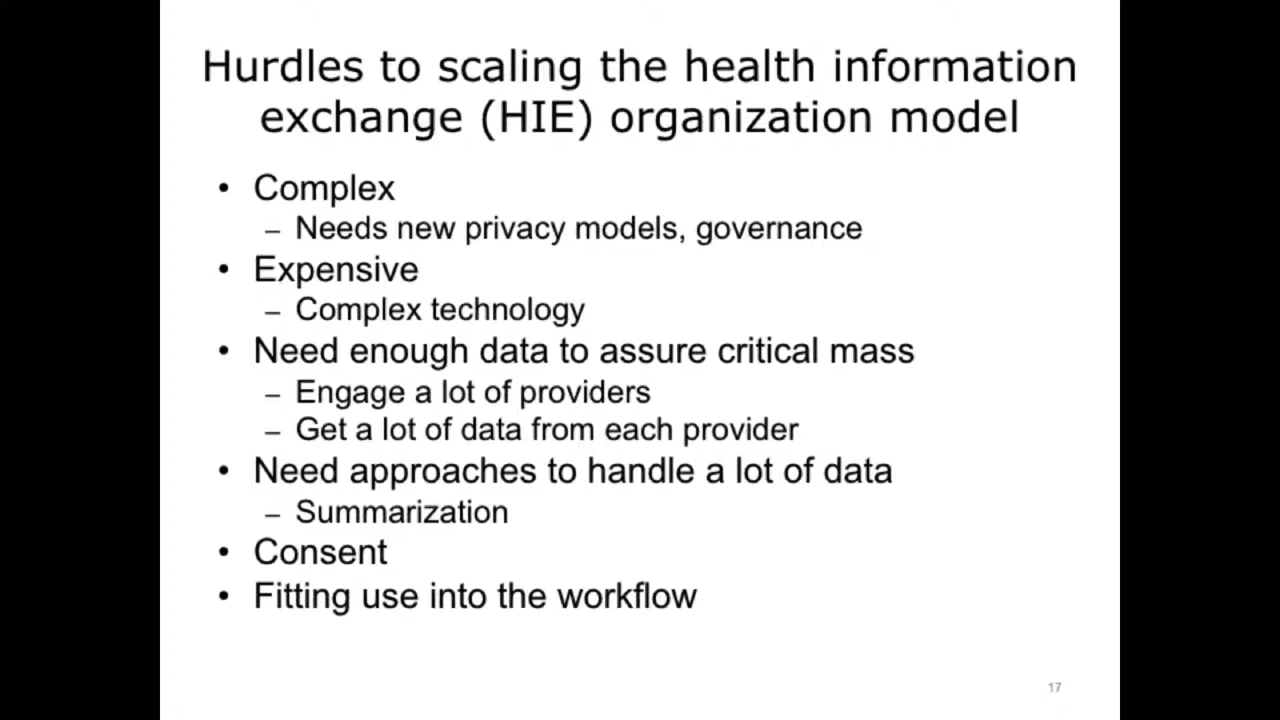 Hurdles to scaling the health information
exchange (HIE) organization model
• Complex
– Needs new privacy models, governance
• Expensive
– Complex technology
• Need enough data to assure critical mass
– Engage a lot of providers
– Get a lot of data from each provider
• Need approaches to handle a lot of data
– Summarization
• Consent
• Fitting use into the workflow
17